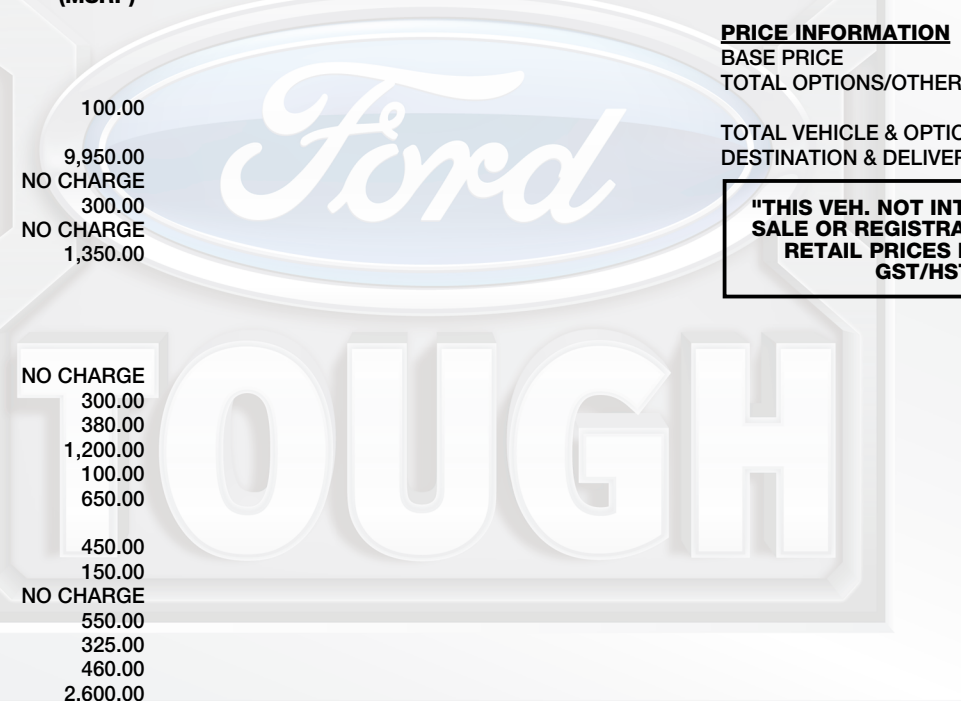 (MSRP)
100.00
9,950.00
NO CHARGE
300.00
NO CHARGE
1,350.00
NO CHARGE
300.00
380.00
1,200.00
100.00
650.00
450.00
150.00
NO CHARGE
550.00
325.00
460.00
2,600.00
Ford
TOUGH
PRICE INFORMATION
BASE PRICE
TOTAL OPTIONS/OTHER
TOTAL VEHICLE & OPTIO
DESTINATION & DELIVER
"THIS VEH. NOT INT
SALE OR REGISTRA
RETAIL PRICES
GST/HS